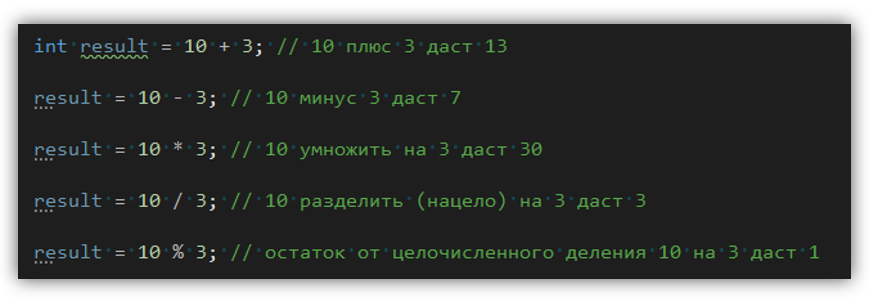 int result = 10 + 3; // 10 плюс 3 даст 13
result = 10 - 3; // 10 минус 3 даст 7
result = 10 * 3; // 10 умножить на 3 даст 30
result = 10 / 3; // 10 разделить (нацело) на 3 даст 3
result = 10 % 3; // остаток от целочисленного деления 10 на 3 даст 1